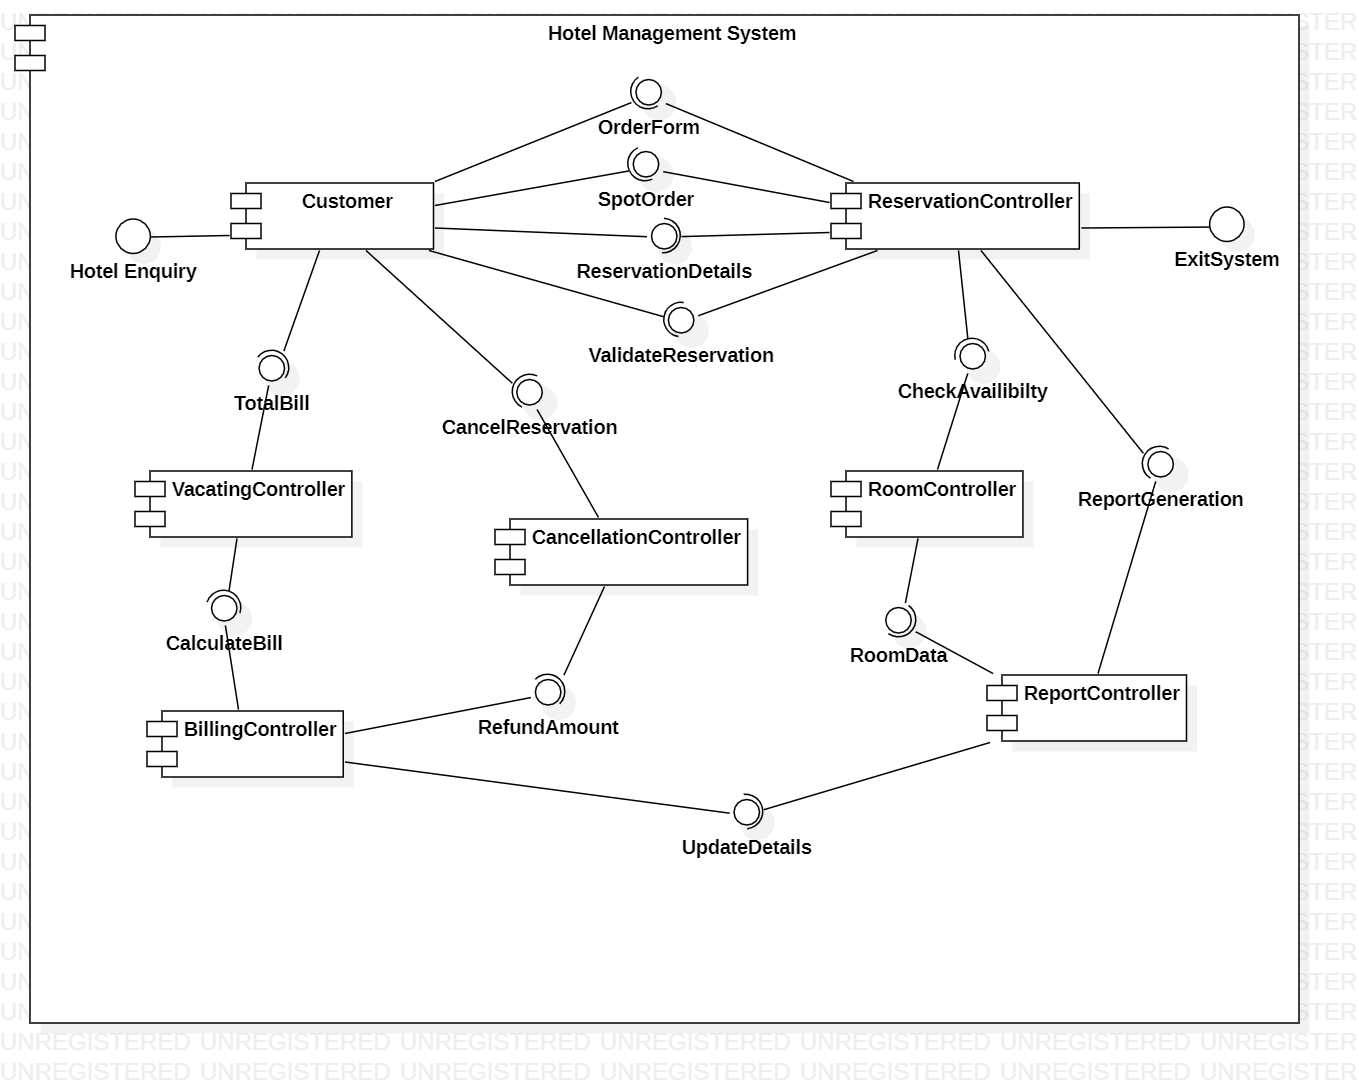 Hotel Management System
OrderForm
Customer
SpotOrder
ReservationController
Hotel Enquiry
ReservationDetails
ExitSystem
ValidateReservation
TotalBill
CancelReservation
CheckAvailibilty
VacatingController
RoomController
ReportGeneration
CancellationController
CalculateBill
RoomData
BillingController
RefundAmount
ReportController
UpdateDetails
UNREGISTERED UNREGISTERED UNREGISTERED UNREGISTERED UNREGISTERED UNREGISTERED UNREGISTER
UNREGISTERED UNREGISTERED UNREGISTERED UNREGISTERED UNREGISTERED UNREGISTERED UNREGISTER